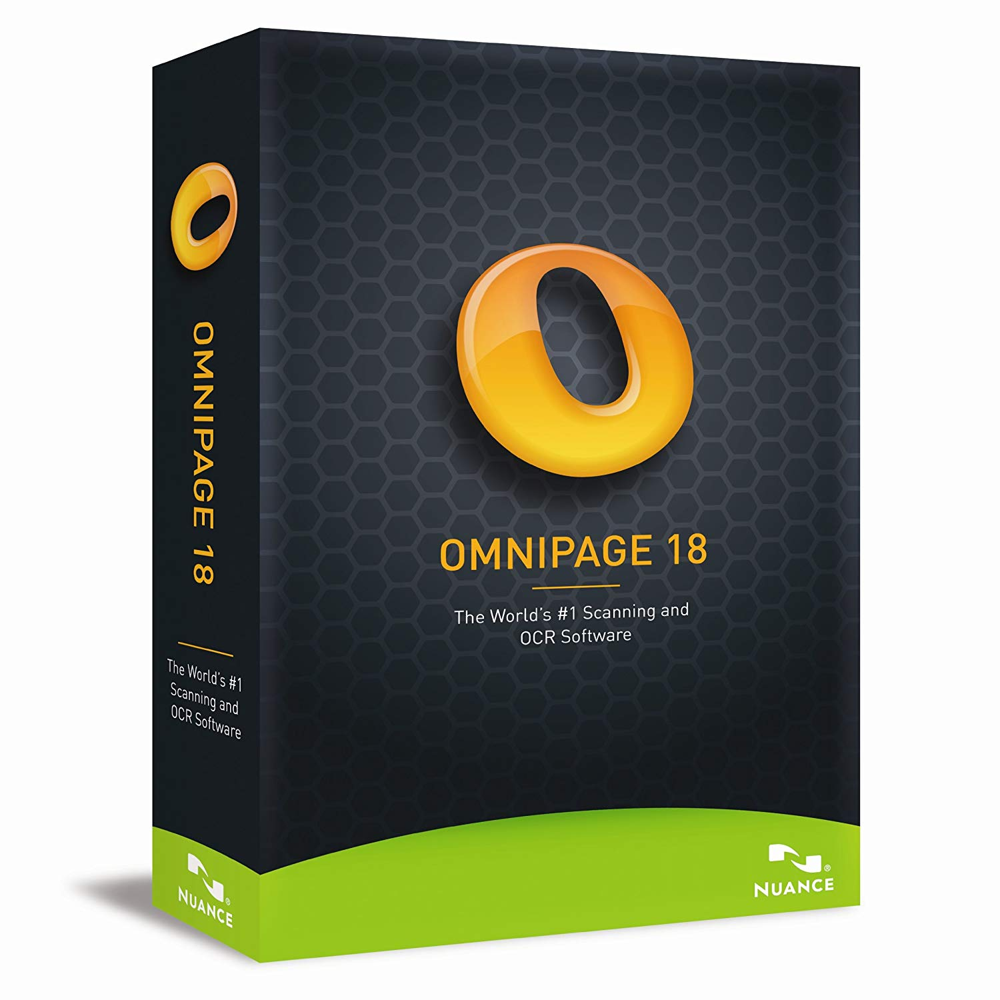 OMNIPAGE 18
The World's #1
Scanning and
OCR Software
NUANCE
OMNIPAGE 18
The World's #1 Scanning and
OCR Software
NUANCE